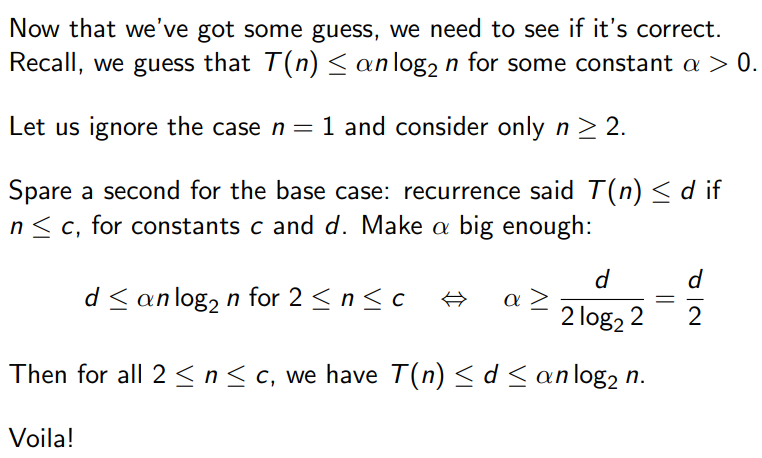 Now that we've got some guess, we need to see if it's correct.
Recall, we guess that T(n) ≤ αn log₂ n for some constant α > 0.
Let us ignore the case n = 1 and consider only n ≥ 2.
Spare a second for the base case: recurrence said T(n) ≤ d if
n ≤ c, for constants c and d. Make α big enough:
d ≤ αn log₂ n for 2 ≤ n ≤ c ⇔ α ≥ d / (2 log₂ 2) = d / 2
Then for all 2 ≤ n ≤ c, we have T(n) ≤ d ≤ αn log₂ n.
Voila!